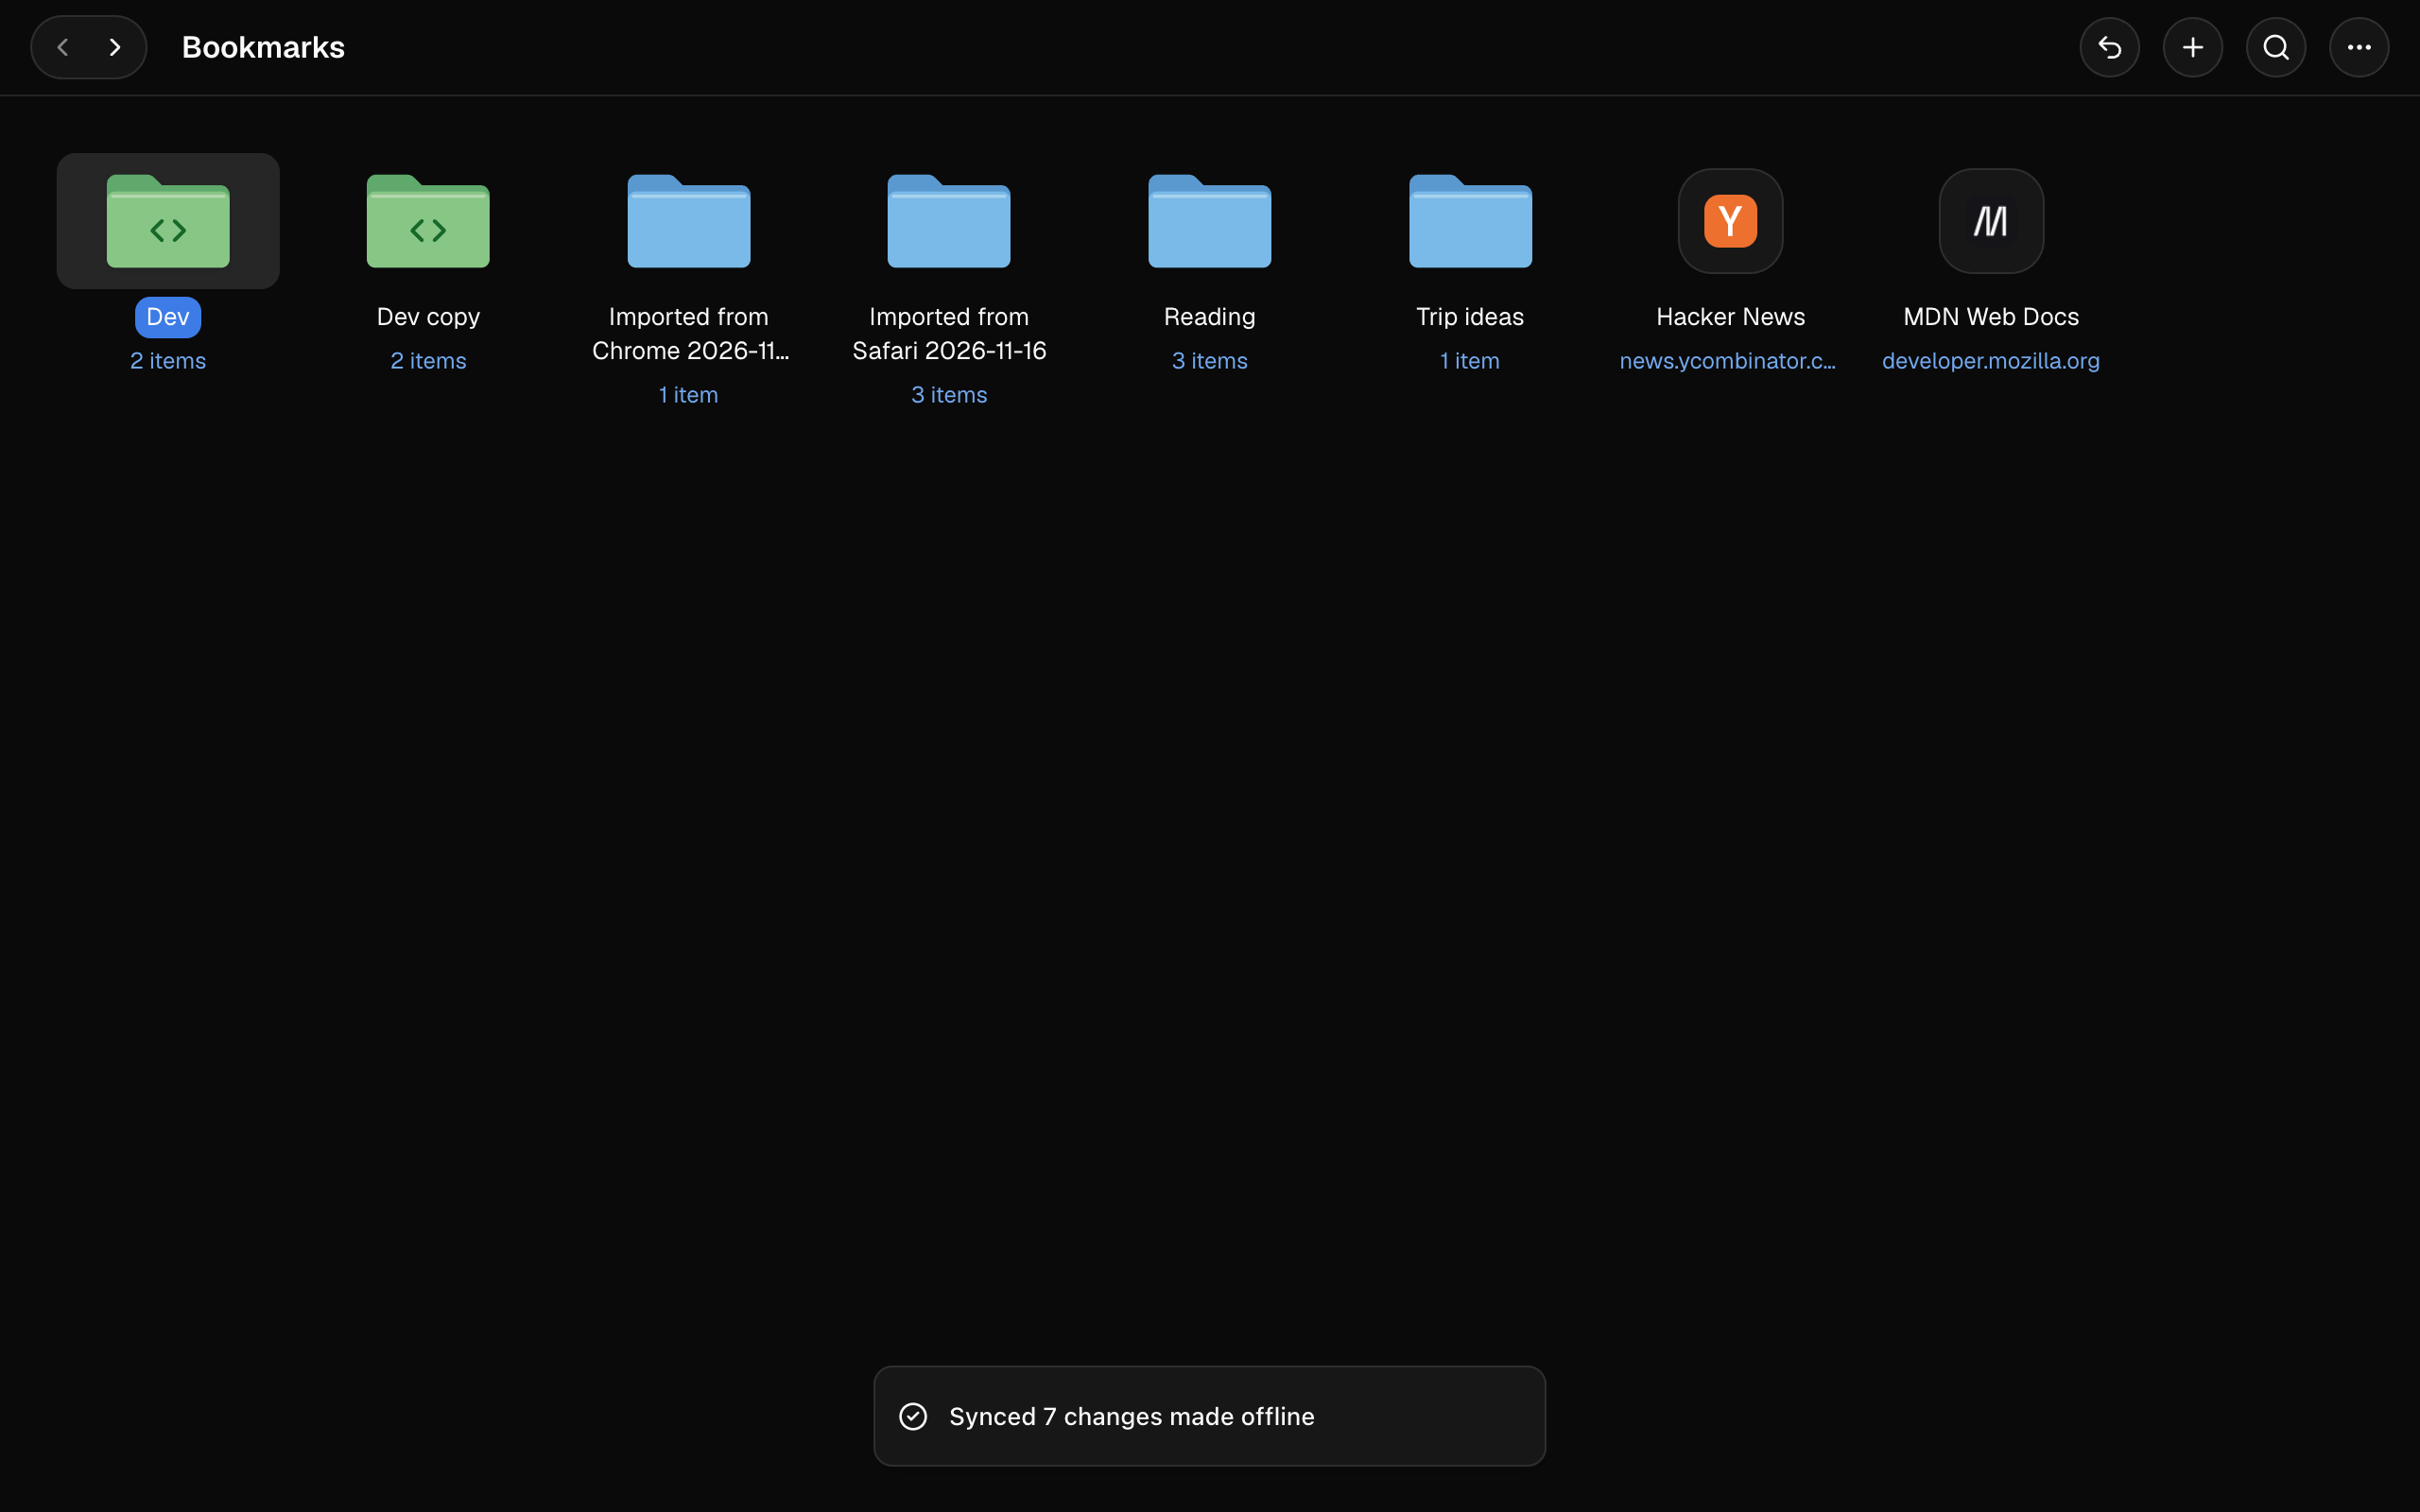 Bookmarks
Dev
2 items
Dev copy
2 items
Imported from
Chrome 2026-11...
1 item
Imported from
Safari 2026-11-16
3 items
Reading
3 items
Trip ideas
1 item
Y
Hacker News
news.ycombinator.c...
M
MDN Web Docs
developer.mozilla.org
Synced 7 changes made offline